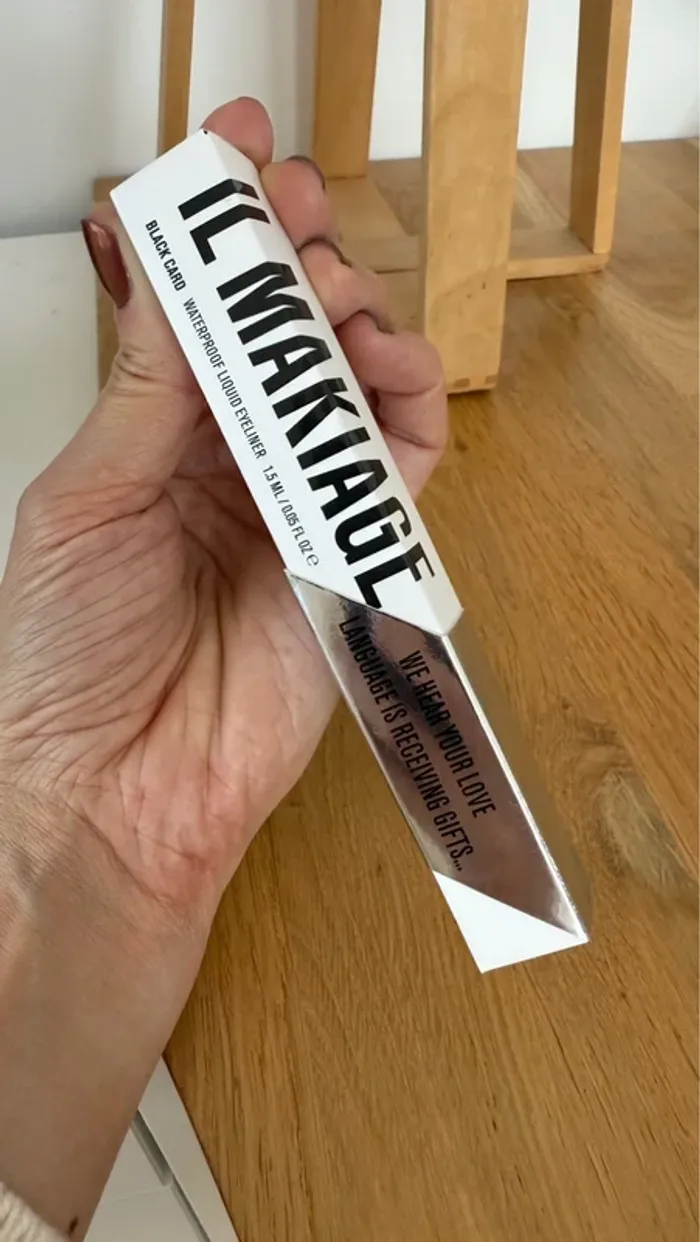 IL MAKIAGE
BLACK CARD WATERPROOF LIQUID EYELINER 1.5 ML / 0.05 FL OZ ℮
WE HEAR YOUR LOVE
LANGUAGE IS RECEIVING GIFTS...